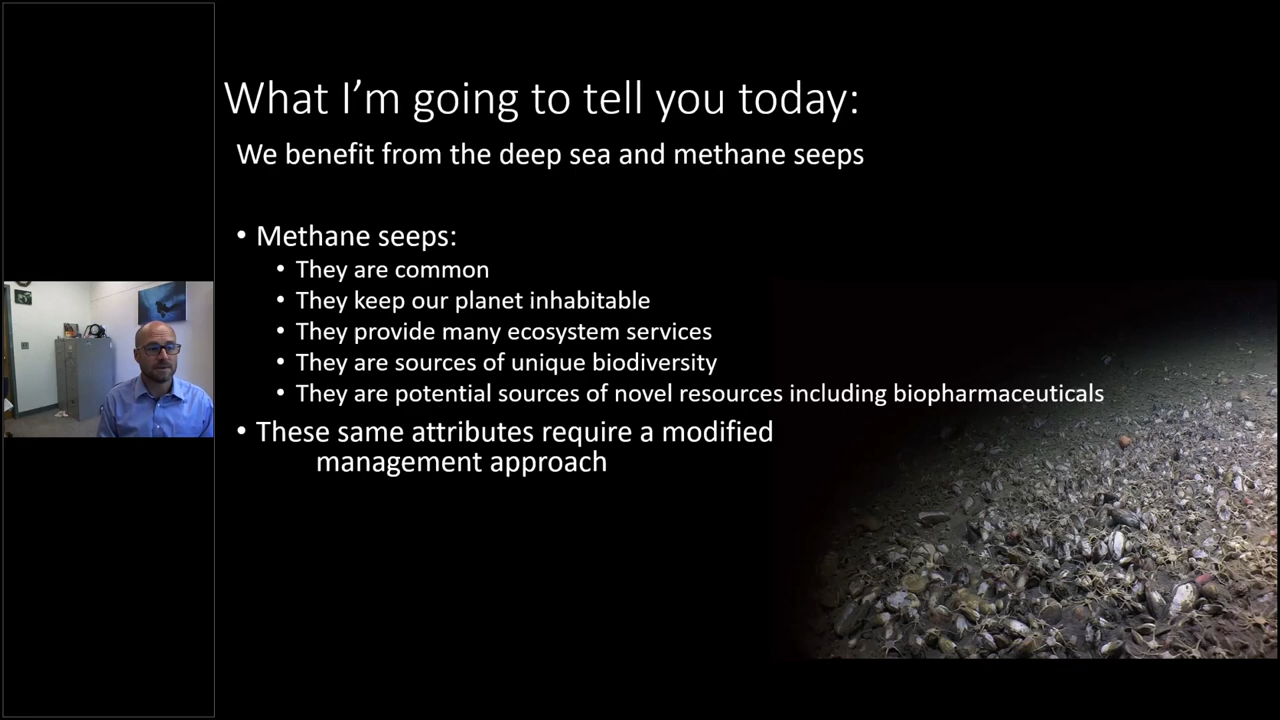 What I'm going to tell you today:
We benefit from the deep sea and methane seeps
• Methane seeps:
• They are common
• They keep our planet inhabitable
• They provide many ecosystem services
• They are sources of unique biodiversity
• They are potential sources of novel resources including biopharmaceuticals
• These same attributes require a modified
management approach